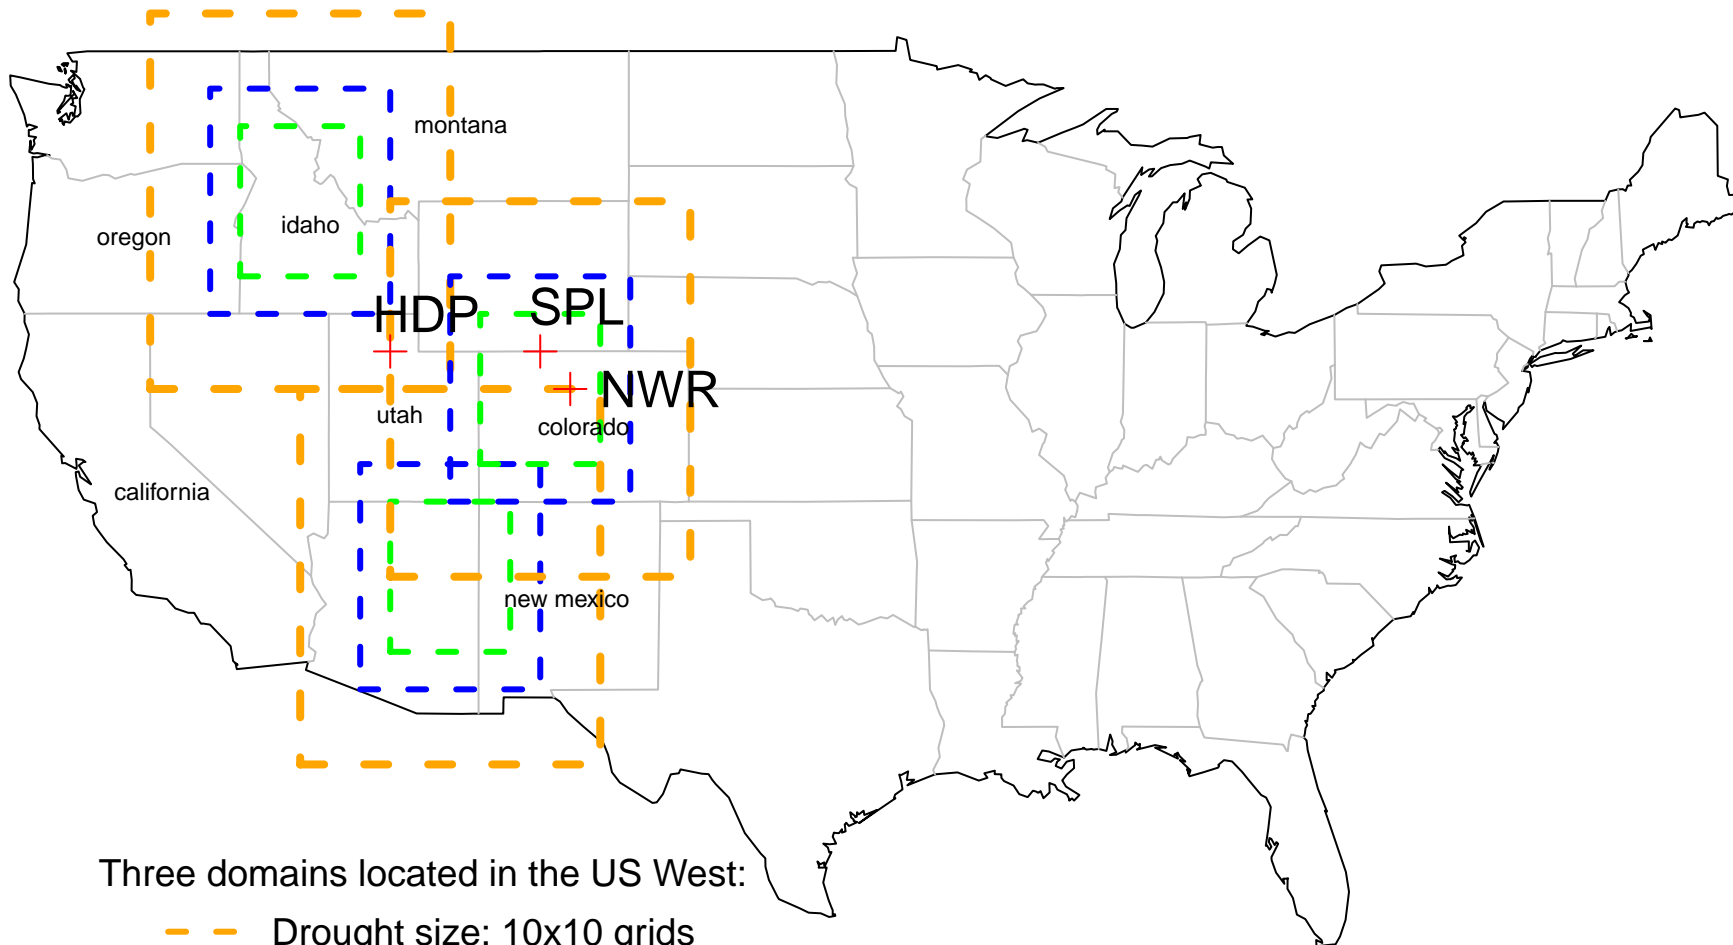 montana
idaho
oregon
HDP
SPL
NWR
utah
colorado
california
new mexico
Three domains located in the US West:
Drought size: 10x10 grids